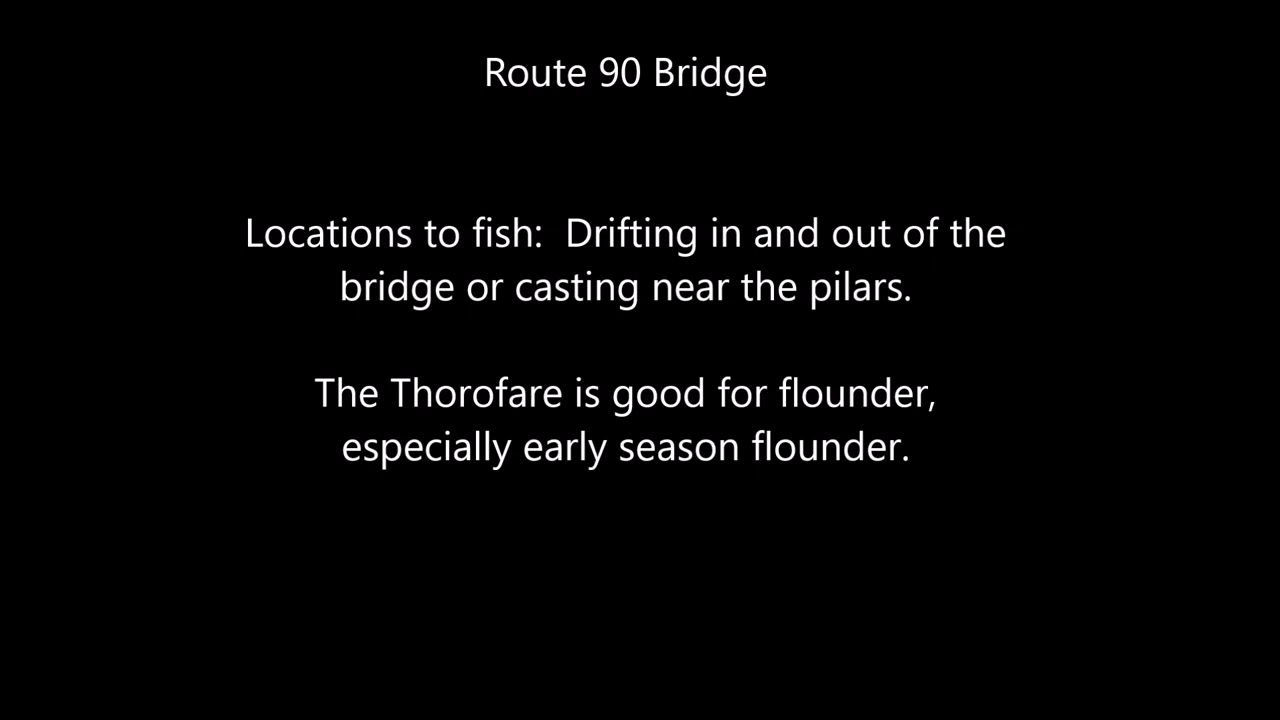 Route 90 Bridge
Locations to fish:  Drifting in and out of the
bridge or casting near the pilars.
The Thorofare is good for flounder,
especially early season flounder.